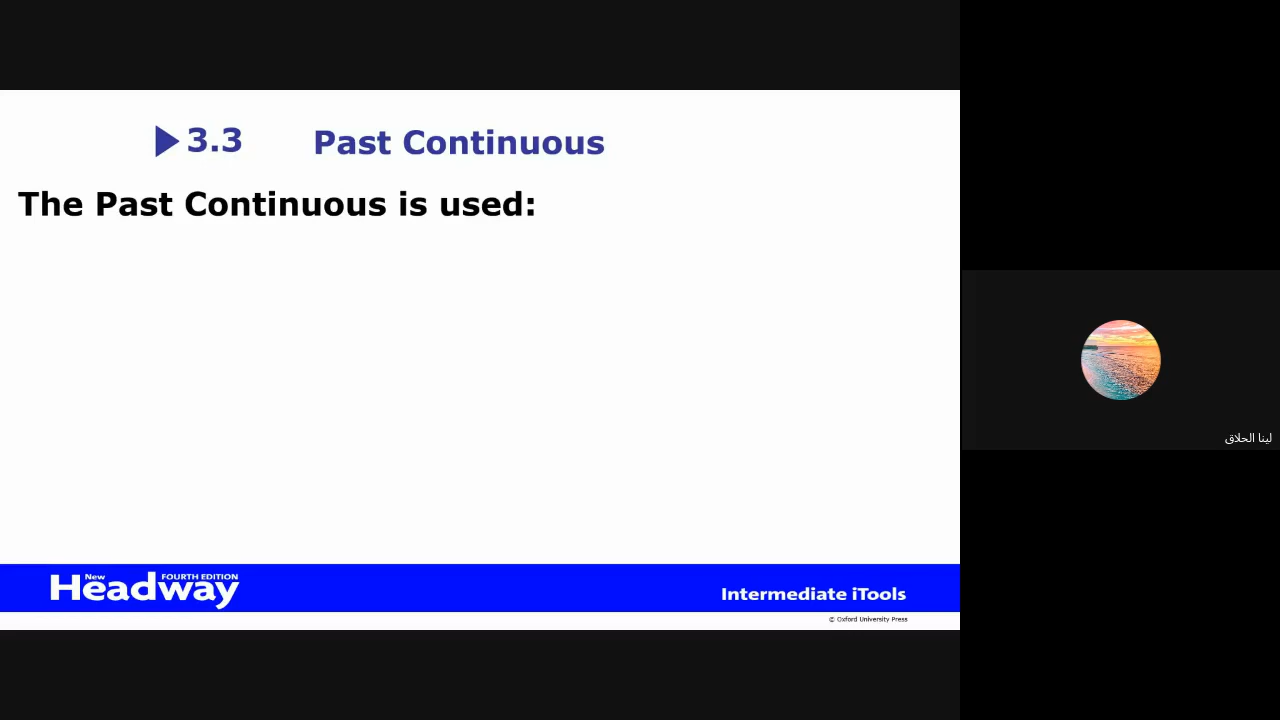 ▶3.3 Past Continuous
The Past Continuous is used:
لينا الحلاق
New Headway FOURTH EDITION
Intermediate iTools
© Oxford University Press